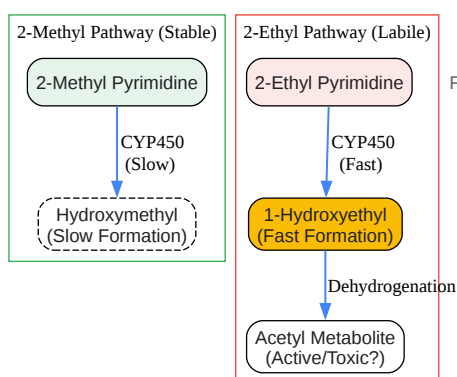 2-Methyl Pathway (Stable)
2-Methyl Pyrimidine
CYP450
(Slow)
Hydroxymethyl
(Slow Formation)
2-Ethyl Pathway (Labile)
2-Ethyl Pyrimidine
CYP450
(Fast)
1-Hydroxyethyl
(Fast Formation)
Dehydrogenation
Acetyl Metabolite
(Active/Toxic?)